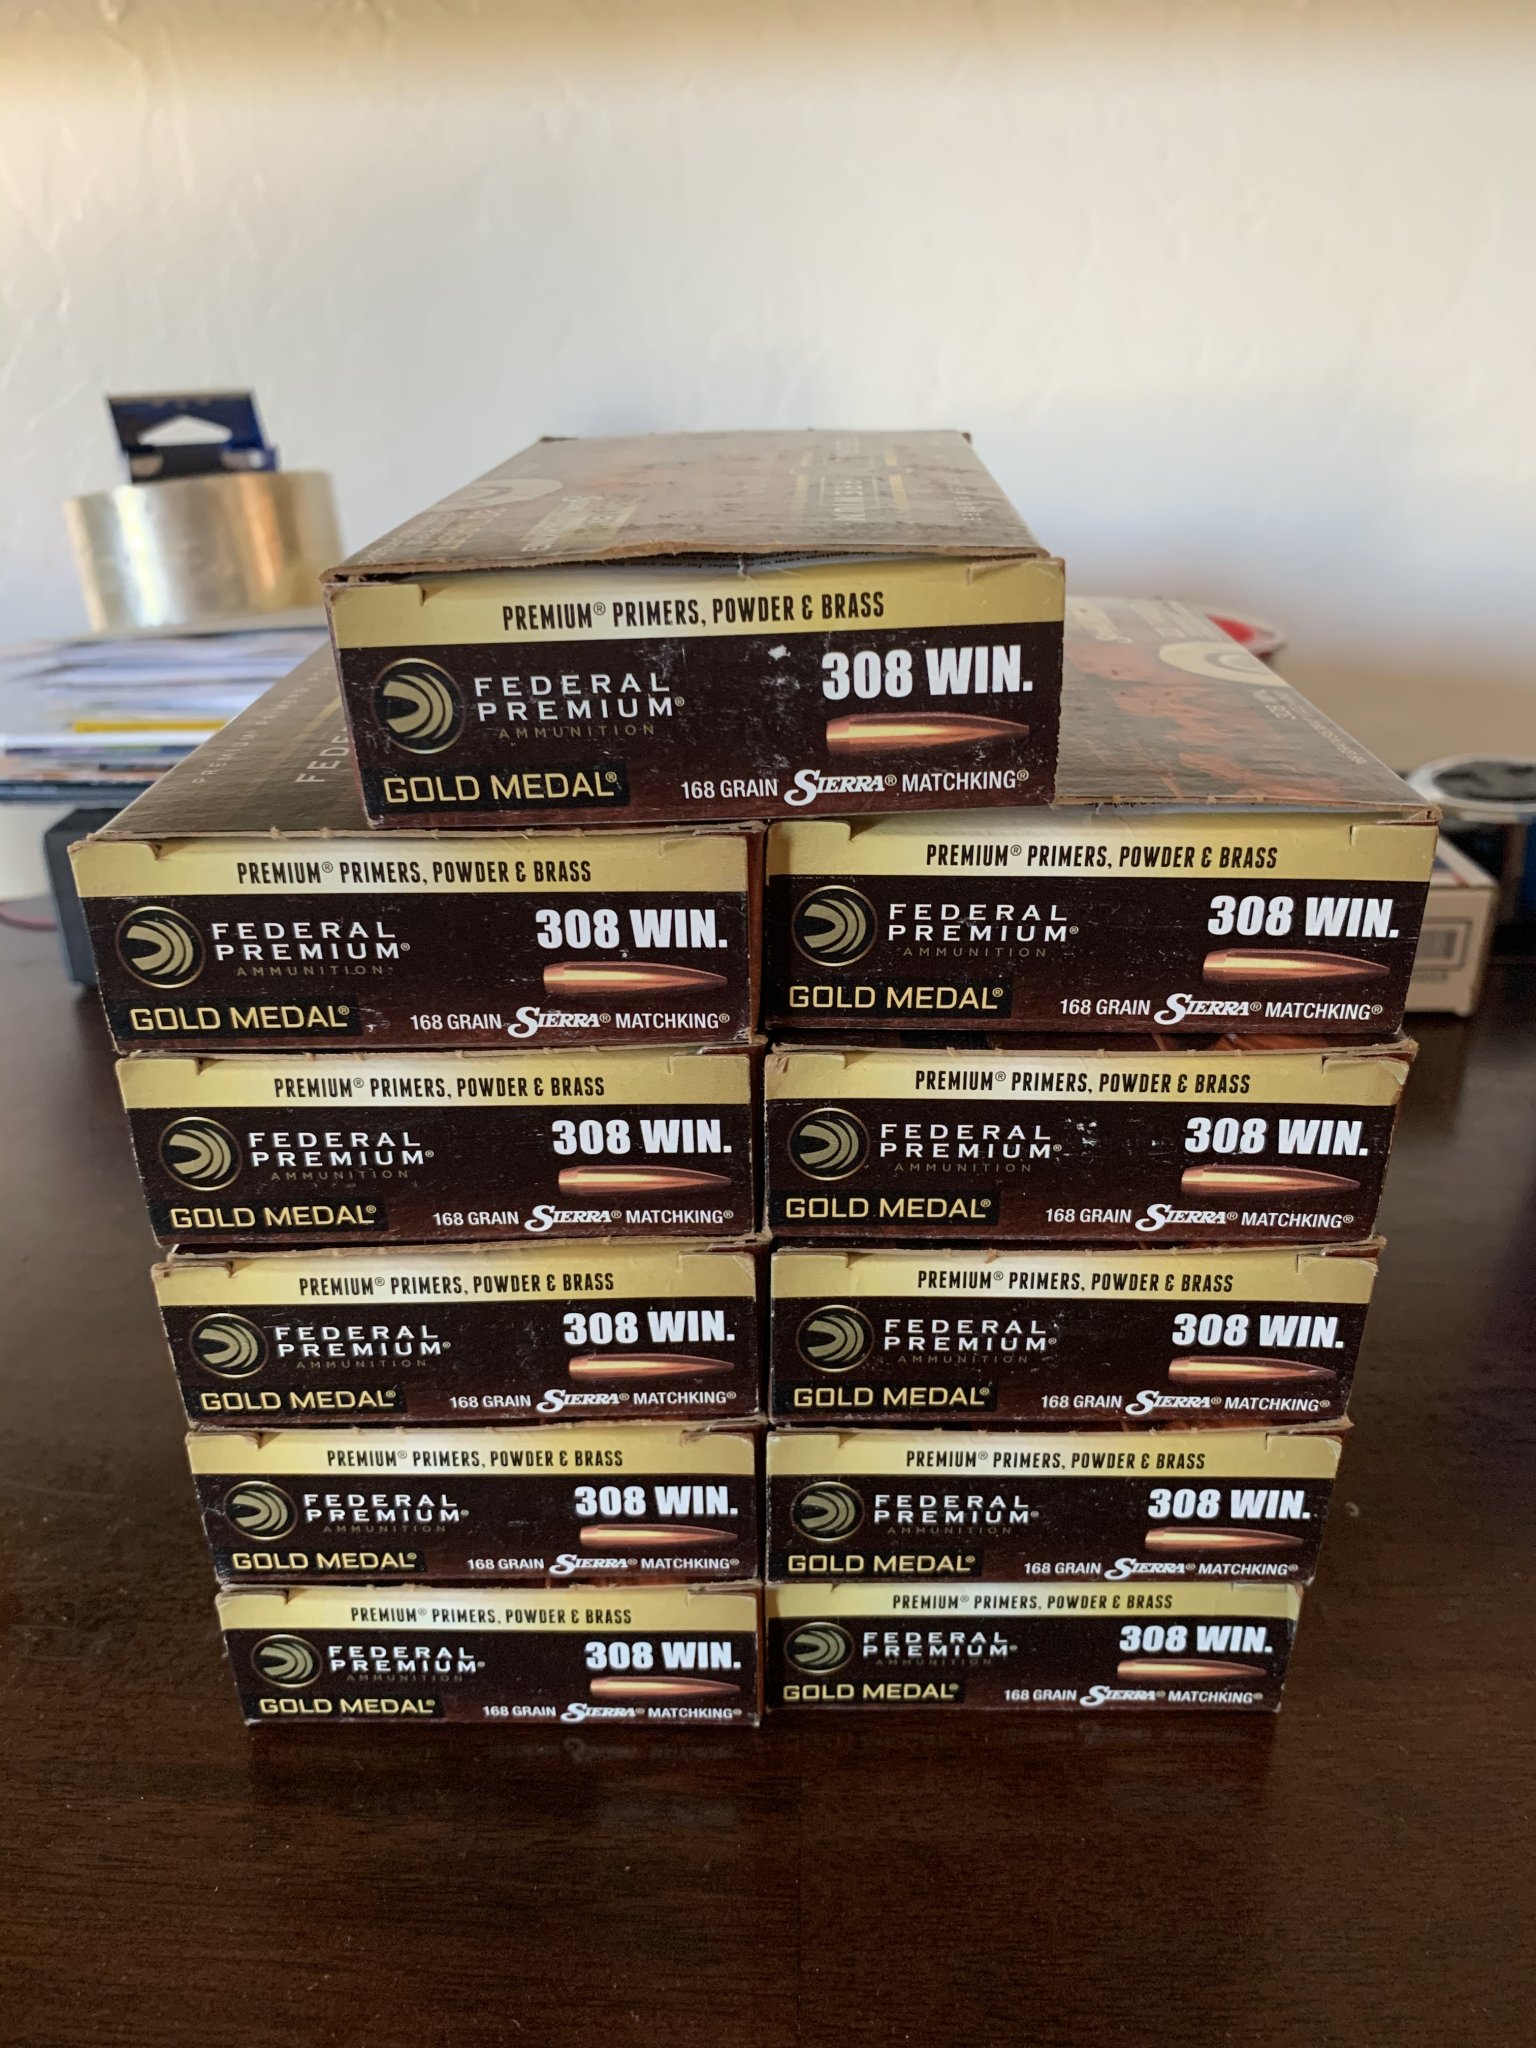 PREMIUM® PRIMERS, POWDER & BRASS
FEDERAL
308 WIN.
PREMIUM®
AMMUNITION
GOLD MEDAL®
168 GRAIN SIERRA® MATCHKING®
PREMIUM PRIMERS
FEDE
PREMIUM® PRIMERS, POWDER & BRASS
FEDERAL
308 WIN.
PREMIUM®
AMMUNITION
GOLD MEDAL®
168 GRAIN SIERRA® MATCHKING®
PREMIUM® PRIMERS, POWDER & BRASS
FEDERAL
308 WIN.
PREMIUM®
AMMUNITION
GOLD MEDAL®
168 GRAIN SIERRA® MATCHKING®
PREMIUM® PRIMERS, POWDER & BRASS
FEDERAL
308 WIN.
PREMIUM®
AMMUNITION
GOLD MEDAL®
168 GRAIN SIERRA® MATCHKING®
PREMIUM® PRIMERS, POWDER & BRASS
FEDERAL
308 WIN.
PREMIUM®
AMMUNITION
GOLD MEDAL®
168 GRAIN SIERRA® MATCHKING®
PREMIUM® PRIMERS, POWDER & BRASS
FEDERAL
308 WIN.
PREMIUM®
AMMUNITION
GOLD MEDAL®
168 GRAIN SIERRA® MATCHKING®
PREMIUM® PRIMERS, POWDER & BRASS
FEDERAL
308 WIN.
PREMIUM®
AMMUNITION
GOLD MEDAL®
168 GRAIN SIERRA® MATCHKING®
PREMIUM® PRIMERS, POWDER & BRASS
FEDERAL
308 WIN.
PREMIUM®
AMMUNITION
GOLD MEDAL®
168 GRAIN SIERRA® MATCHKING®
PREMIUM® PRIMERS, POWDER & BRASS
FEDERAL
308 WIN.
PREMIUM®
AMMUNITION
GOLD MEDAL®
168 GRAIN SIERRA® MATCHKING®
PREMIUM® PRIMERS, POWDER & BRASS
FEDERAL
308 WIN.
PREMIUM®
AMMUNITION
GOLD MEDAL®
168 GRAIN SIERRA® MATCHKING®
PREMIUM® PRIMERS, POWDER & BRASS
FEDERAL
308 WIN.
PREMIUM®
AMMUNITION
GOLD MEDAL®
168 GRAIN SIERRA® MATCHKING®